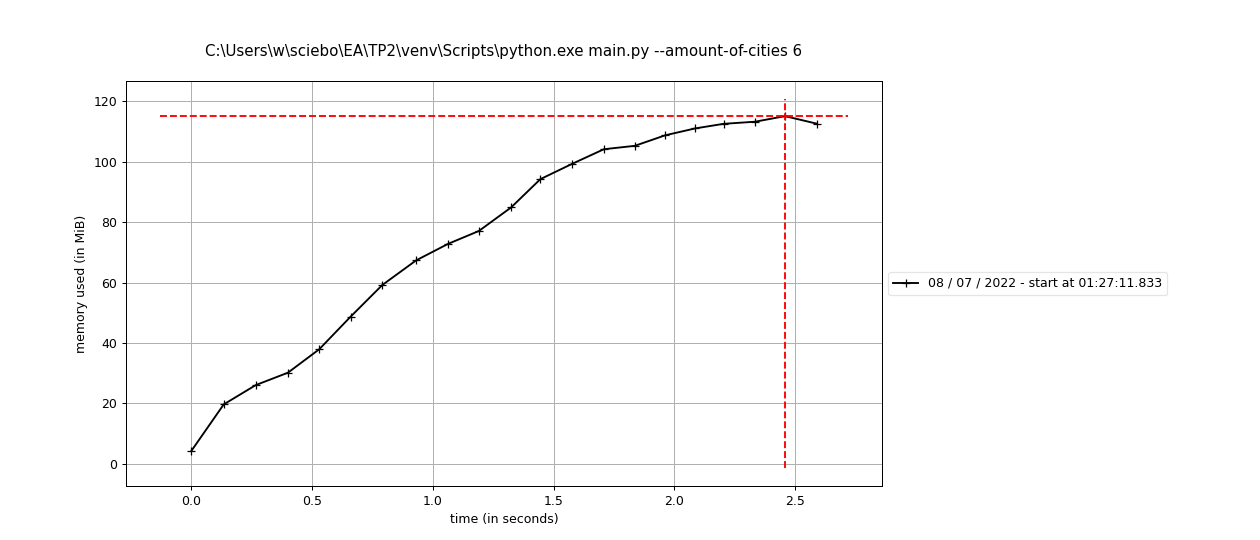 C:\Users\w\sciebo\EA\TP2\venv\Scripts\python.exe main.py --amount-of-cities 6
120
100
80
60
40
20
0
memory used (in MiB)
0.0 0.5 1.0 1.5 2.0 2.5
time (in seconds)
08 / 07 / 2022 - start at 01:27:11.833